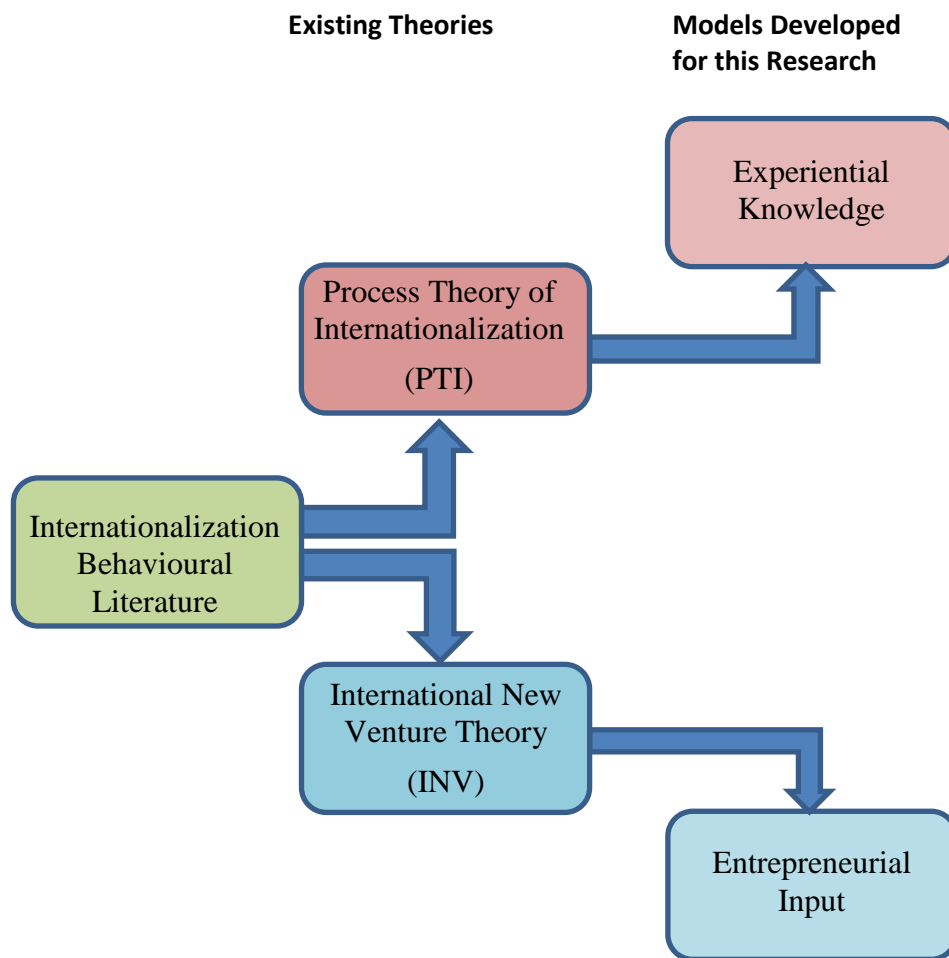 Existing Theories
Models Developed
for this Research
Experiential
Knowledge
Process Theory of
Internationalization
(PTI)
Internationalization
Behavioural
Literature
International New
Venture Theory
(INV)
Entrepreneurial
Input